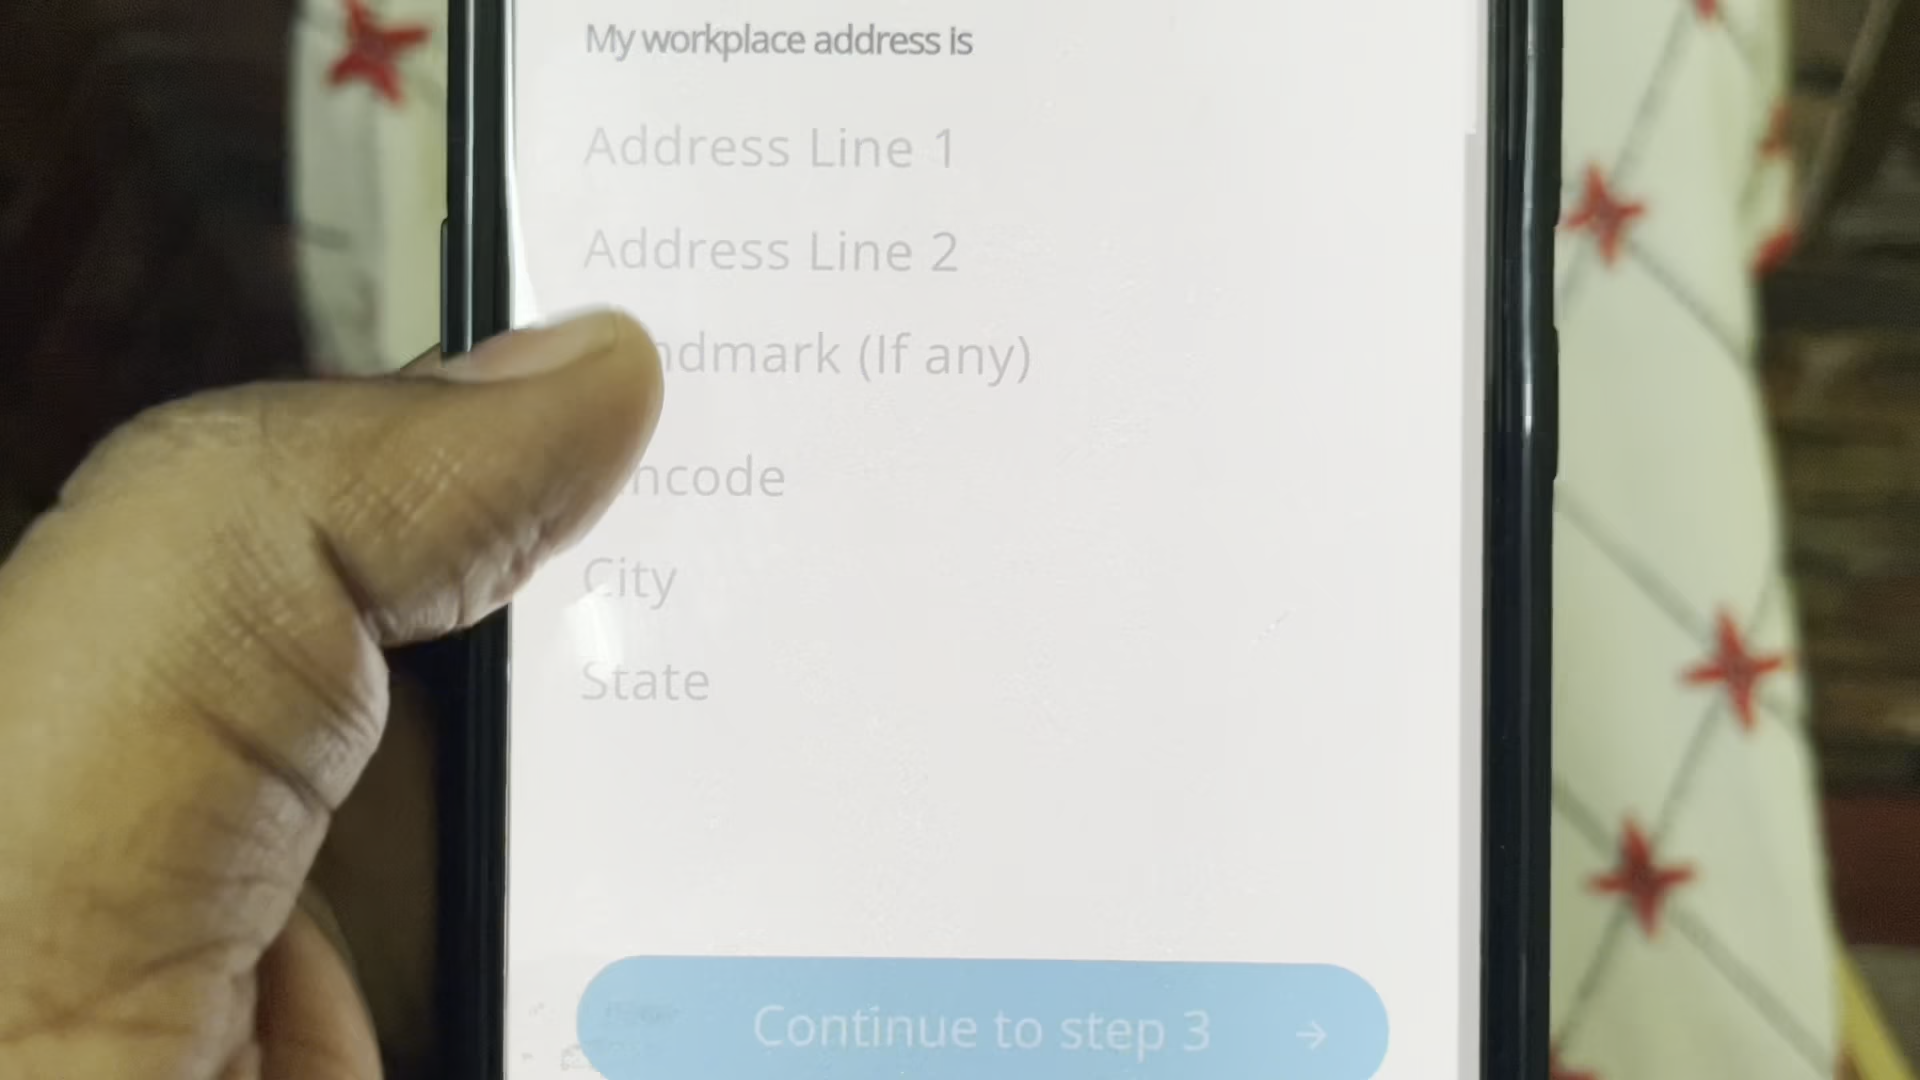 My workplace address is
Address Line 1
Address Line 2
ndmark (If any)
ncode
City
State
Continue to step 3 →